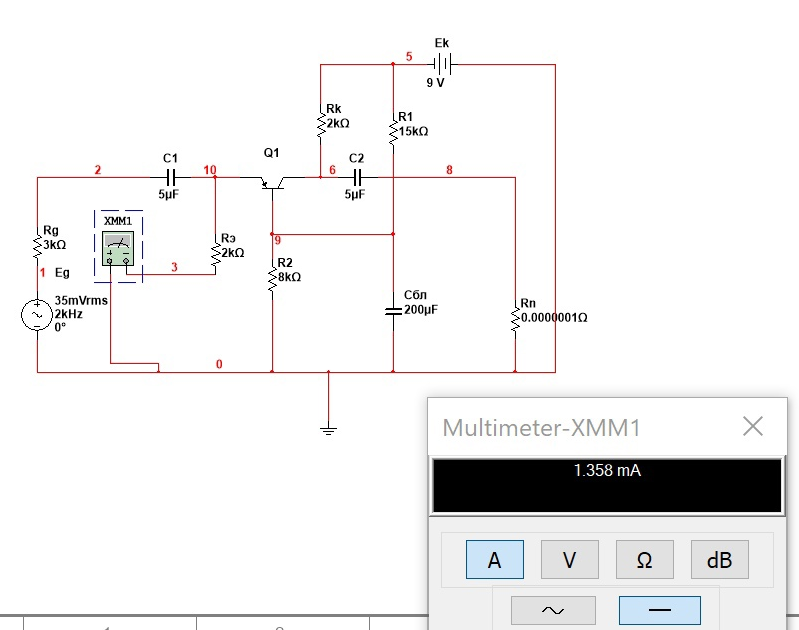 5
Ek
9 V
Rk
2kΩ
R1
15kΩ
C1
5µF
Q1
C2
5µF
2
10
6
8
XMM1
Rg
3kΩ
1
Eg
35mVrms
2kHz
0°
Rэ
2kΩ
3
9
R2
8kΩ
Cбл
200µF
Rn
0.0000001Ω
0
Multimeter-XMM1
1.358 mA
A
V
Ω
dB